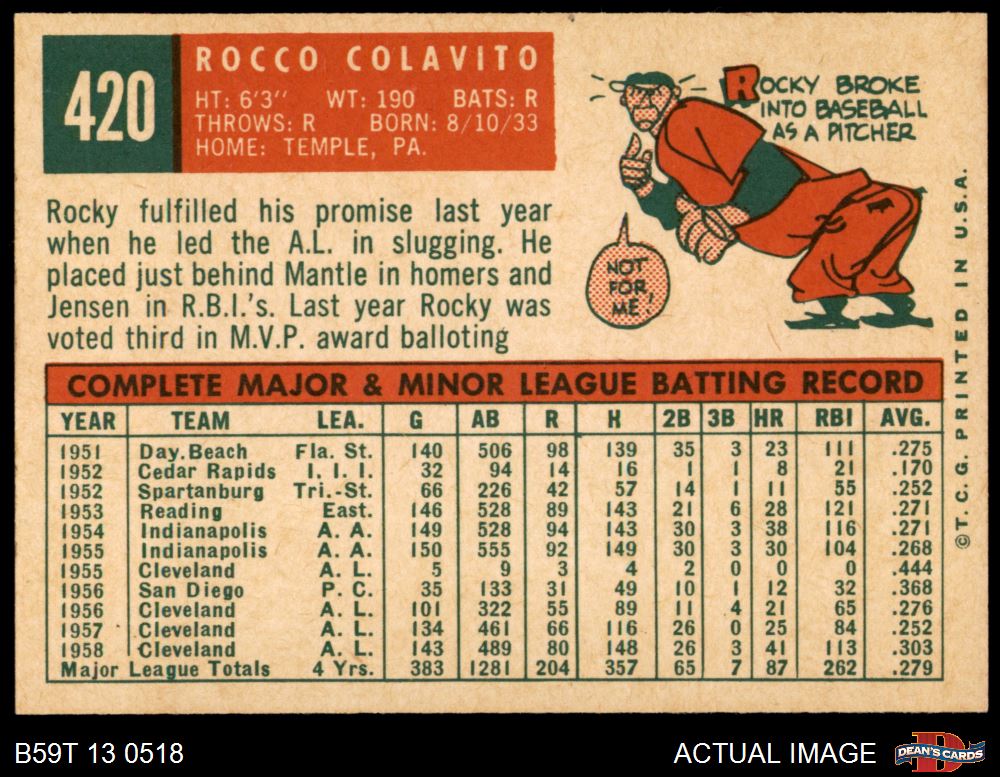 420
ROCCO COLAVITO
HT: 6'3" WT: 190 BATS: R
THROWS: R BORN: 8/10/33
HOME: TEMPLE, PA.
ROCKY BROKE
INTO BASEBALL
AS A PITCHER
NOT
FOR
ME!
Rocky fulfilled his promise last year
when he led the A.L. in slugging. He
placed just behind Mantle in homers and
Jensen in R.B.I.'s. Last year Rocky was
voted third in M.V.P. award balloting
COMPLETE MAJOR & MINOR LEAGUE BATTING RECORD
YEAR TEAM LEA. G AB R H 2B 3B HR RBI AVG.
1951 Day. Beach Fla. St. 140 506 98 139 35 3 23 111 .275
1952 Cedar Rapids I. I. I. 32 94 14 16 1 1 8 21 .170
1952 Spartanburg Tri.-St. 66 226 42 57 14 1 11 55 .252
1953 Reading East. 146 528 89 143 21 6 28 121 .271
1954 Indianapolis A. A. 149 528 94 143 30 3 38 116 .271
1955 Indianapolis A. A. 150 555 92 149 30 3 30 104 .268
1955 Cleveland A. L. 5 9 3 4 2 0 0 0 .444
1956 San Diego P. C. 35 133 31 49 10 1 12 32 .368
1956 Cleveland A. L. 101 322 55 89 11 4 21 65 .276
1957 Cleveland A. L. 134 461 66 116 26 0 25 84 .252
1958 Cleveland A. L. 143 489 80 148 26 3 41 113 .303
Major League Totals 4 Yrs. 383 1281 204 357 65 7 87 262 .279
©T. C. G. PRINTED IN U.S.A.
B59T 13 0518
ACTUAL IMAGE
D
DEAN'S CARDS